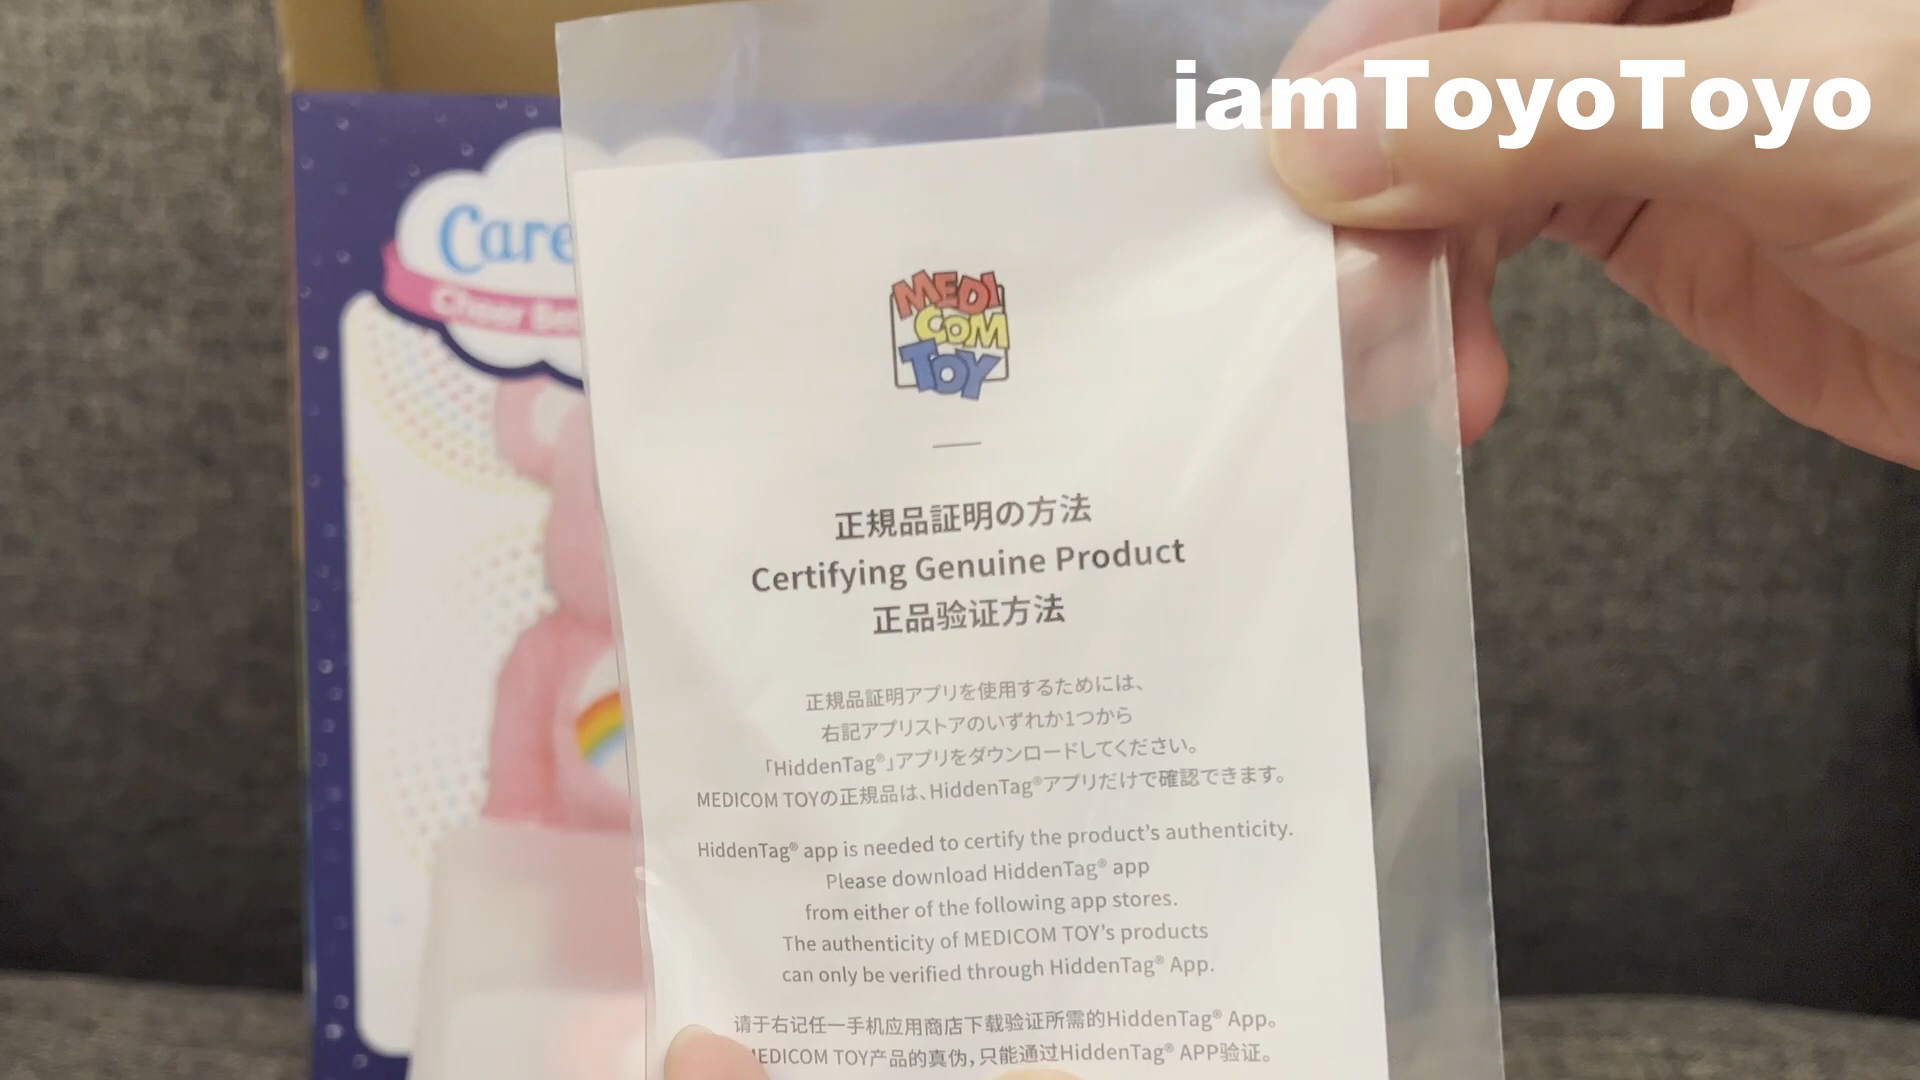 iamToyoToyo
Care
Cheer Be
MEDI
COM
TOY
正規品証明の方法
Certifying Genuine Product
正品验证方法
正規品証明アプリを使用するためには、
右記アプリストアのいずれか1つから
「HiddenTag®」アプリをダウンロードしてください。
MEDICOM TOYの正規品は、HiddenTag®アプリだけで確認できます。
HiddenTag® app is needed to certify the product's authenticity.
Please download HiddenTag® app
from either of the following app stores.
The authenticity of MEDICOM TOY's products
can only be verified through HiddenTag® App.
请于右记任一手机应用商店下载验证所需的HiddenTag® App。
MEDICOM TOY产品的真伪，只能通过HiddenTag® APP验证。